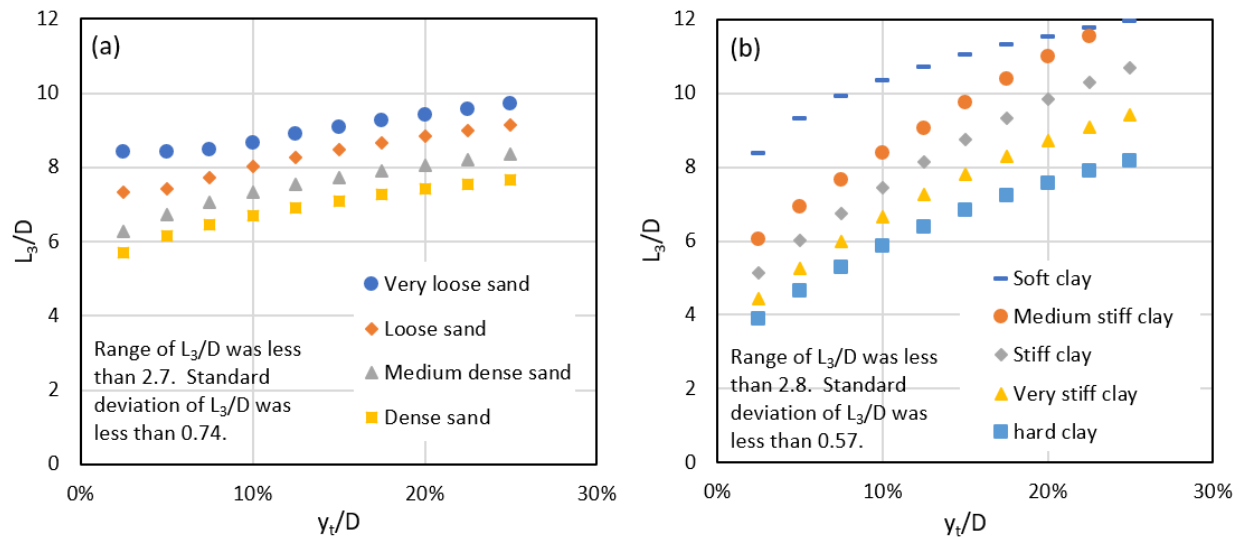 (a)
12
10
8
6
4
2
0
L₃/D
Very loose sand
Loose sand
Medium dense sand
Dense sand
Range of L₃/D was less
than 2.7. Standard
deviation of L₃/D was
less than 0.74.
0% 10% 20% 30%
yₜ/D
(b)
12
10
8
6
4
2
0
L₃/D
Soft clay
Medium stiff clay
Stiff clay
Very stiff clay
hard clay
Range of L₃/D was less
than 2.8. Standard
deviation of L₃/D was
less than 0.57.
0% 10% 20% 30%
yₜ/D